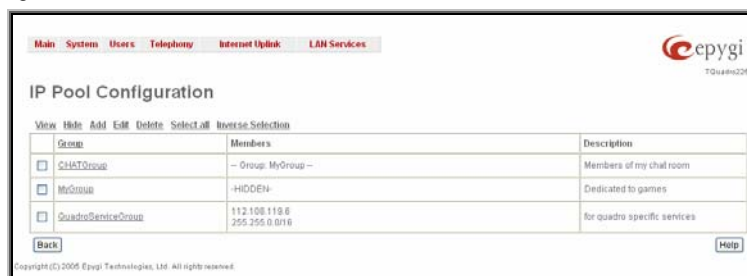 Main System Users Telephony Internet Uplink LAN Services
epygi
TQuadro226
IP Pool Configuration
View Hide Add Edit Delete Select all Inverse Selection
Group Members Description
CHATGroup -- Group: MyGroup -- Members of my chat room
MyGroup -HIDDEN- Dedicated to games
QuadroServiceGroup 112.108.119.6 for quadro specific services
255.255.0.0/16
Back Help
Copyright (C) 2006 Epygi Technologies, Ltd. All rights reserved.